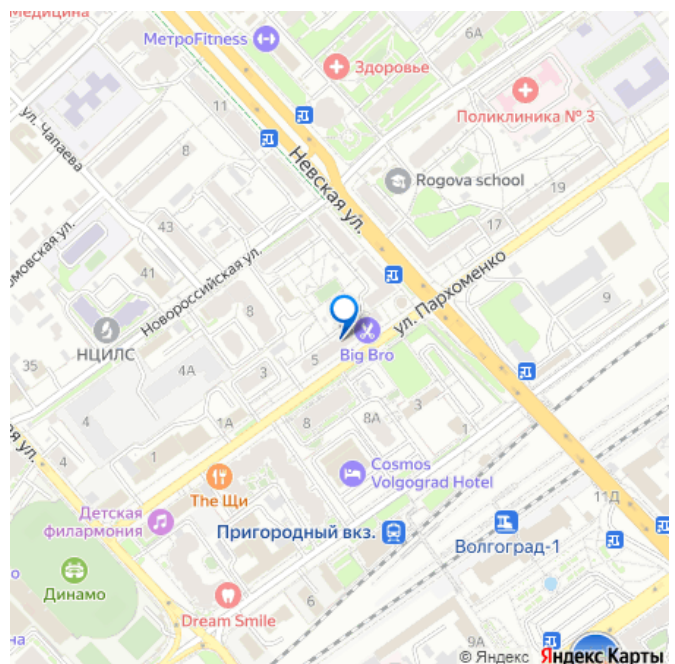 Медицина
МетроFitness
6А
Здоровье
Поликлиника № 3
11
ул. Чапаева
8
Невская ул.
Rogova school
19
17
43
41
Новороссийская ул.
ул. Пархоменко
9
8
НЦИЛС
35
4А
3
5
Big Bro
4
1А
8
8А
3
1
4
1
The Щи
Cosmos
Volgograd Hotel
Детская
филармония
Пригородный вкз.
11Д
Волгоград-1
Динамо
Dream Smile
6
9А
© Яндекс Яндекс Карты